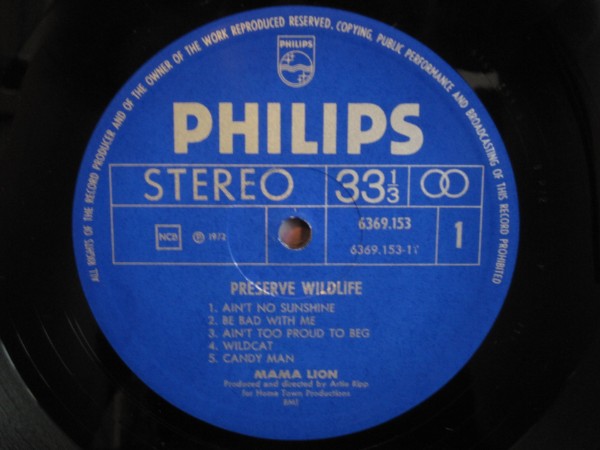 ALL RIGHTS OF THE RECORD PRODUCER AND OF THE OWNER OF THE WORK REPRODUCED RESERVED. COPYING, PUBLIC PERFORMANCE AND BROADCASTING OF THIS RECORD PROHIBITED
PHILIPS
PHILIPS
STEREO 33 1/3
NCB ℗ 1972 6369.153 1
6369.153-1
PRESERVE WILDLIFE
1. AIN'T NO SUNSHINE
2. BE BAD WITH ME
3. AIN'T TOO PROUD TO BEG
4. WILDCAT
5. CANDY MAN
MAMA LION
Produced and directed by Artie Ripp
for Home Town Productions